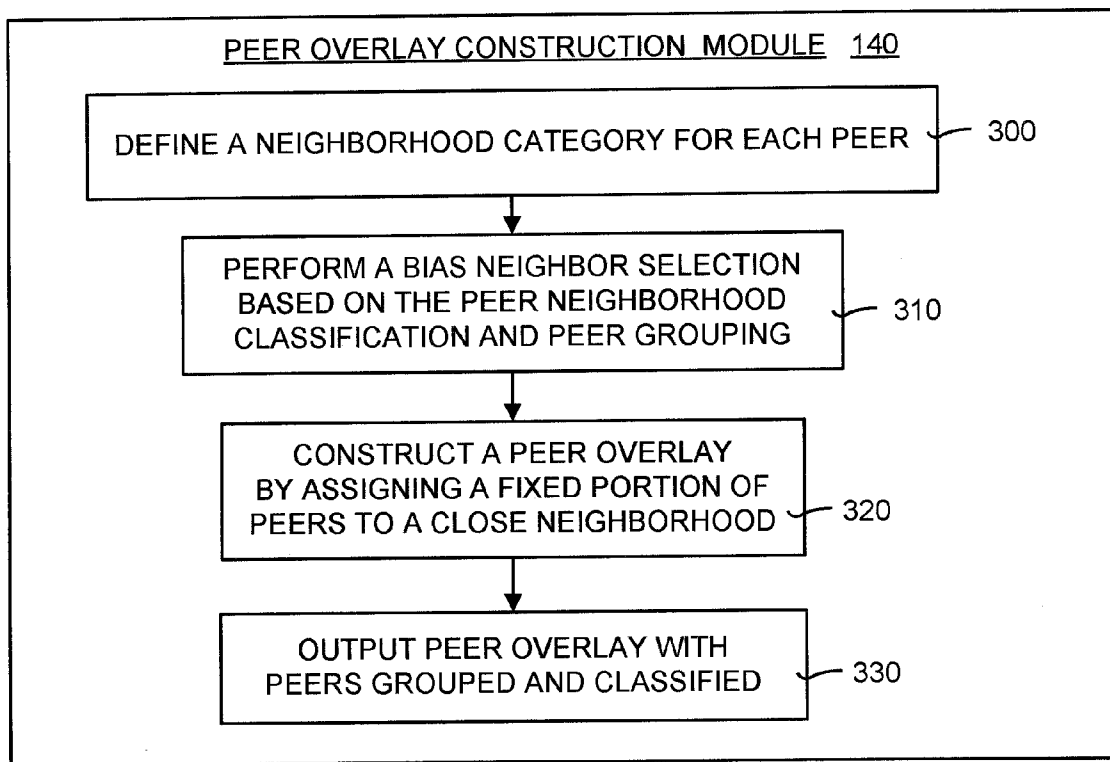 PEER OVERLAY CONSTRUCTION MODULE 140
DEFINE A NEIGHBORHOOD CATEGORY FOR EACH PEER
300
PERFORM A BIAS NEIGHBOR SELECTION
BASED ON THE PEER NEIGHBORHOOD
CLASSIFICATION AND PEER GROUPING
310
CONSTRUCT A PEER OVERLAY
BY ASSIGNING A FIXED PORTION OF
PEERS TO A CLOSE NEIGHBORHOOD
320
OUTPUT PEER OVERLAY WITH
PEERS GROUPED AND CLASSIFIED
330